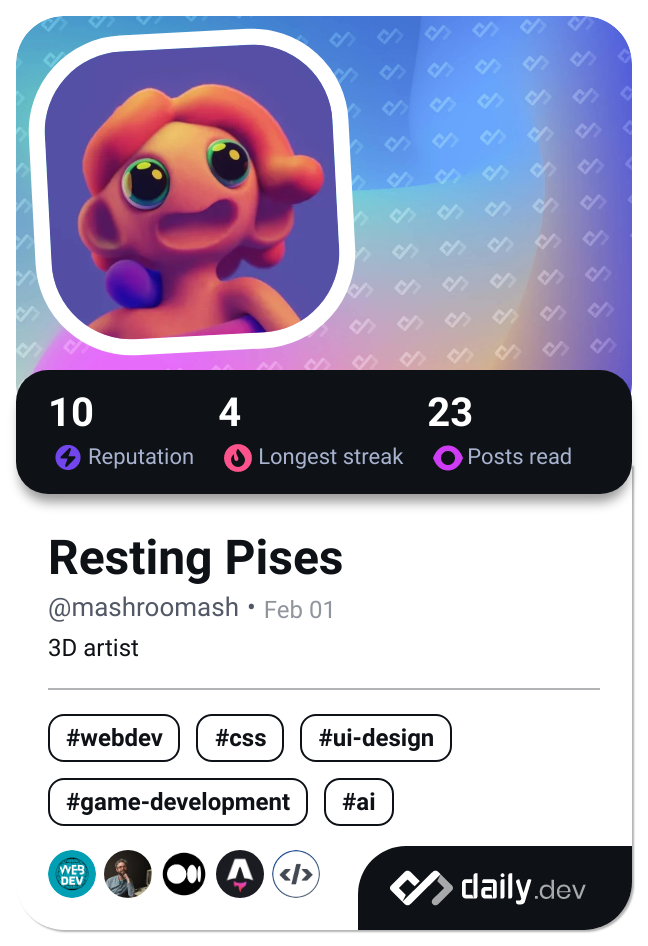 10 4 23
Reputation Longest streak Posts read
Resting Pises
@mashroomash • Feb 01
3D artist
#webdev #css #ui-design
#game-development #ai
WEB
DEV
</>
daily.dev